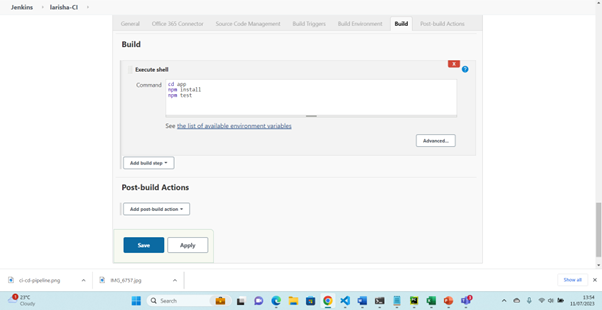 Jenkins larisha-CI
General Office 365 Connector Source Code Management Build Triggers Build Environment Build Post-build Actions
Build
Execute shell
X
?
Command
cd app
npm install
npm test
See the list of available environment variables
Advanced...
Add build step
Post-build Actions
Add post-build action
Save Apply
ci-cd-pipeline.png IMG_6757.jpg Show all
23°C
Cloudy
Search
13:54
11/07/2023